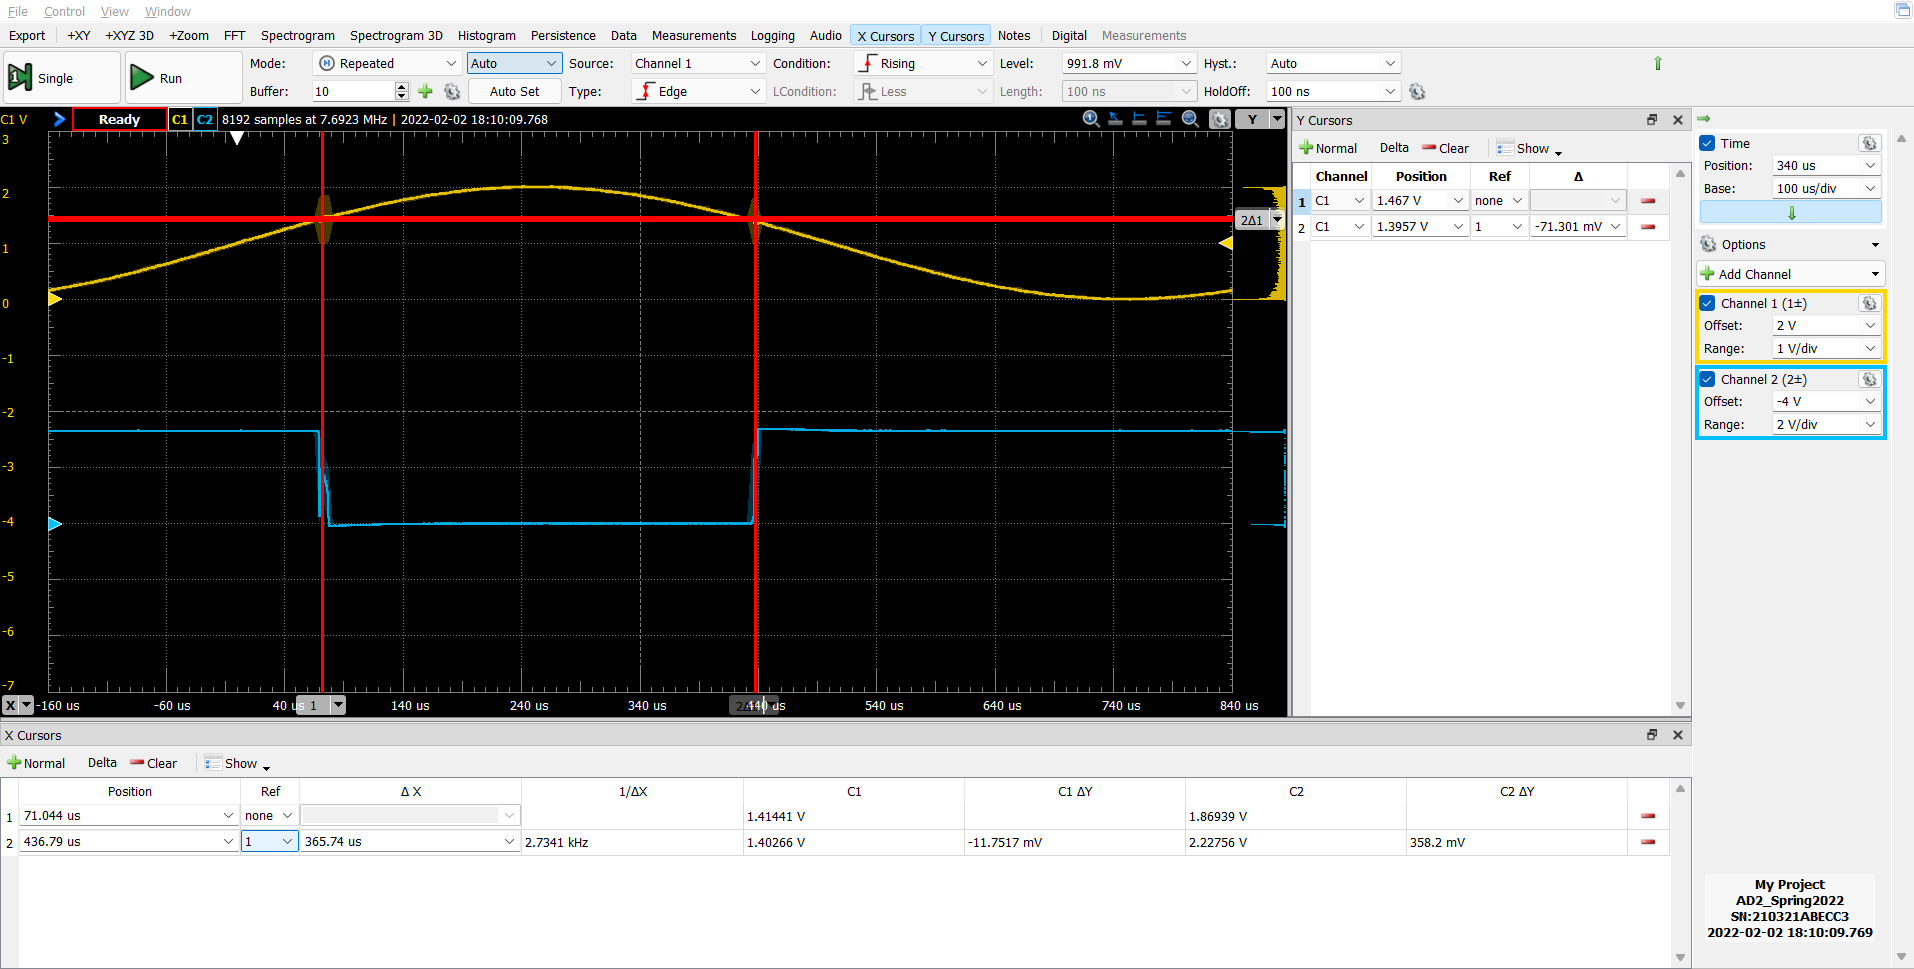 File Control View Window
Export +XY +XYZ 3D +Zoom FFT Spectrogram Spectrogram 3D Histogram Persistence Data Measurements Logging Audio X Cursors Y Cursors Notes Digital Measurements
Single Run Mode: Repeated Auto Source: Channel 1 Condition: Rising Level: 991.8 mV Hyst.: Auto
Buffer: 10 Auto Set Type: Edge LCondition: Less Length: 100 ns HoldOff: 100 ns
C1 V Ready C1 C2 8192 samples at 7.6923 MHz | 2022-02-02 18:10:09.768 Y
3
2
1
0
-1
-2
-3
-4
-5
-6
-7
2Δ1
X -160 us -60 us 40 us 1 140 us 240 us 340 us 440 us 540 us 640 us 740 us 840 us
Y Cursors
Normal Delta Clear Show
Channel Position Ref Δ
1 C1 1.467 V none
2 C1 1.3957 V 1 -71.301 mV
Time
Position: 340 us
Base: 100 us/div
Options
Add Channel
Channel 1 (1±)
Offset: 2 V
Range: 1 V/div
Channel 2 (2±)
Offset: -4 V
Range: 2 V/div
X Cursors
Normal Delta Clear Show
Position Ref Δ X 1/ΔX C1 C1 ΔY C2 C2 ΔY
1 71.044 us none 1.41441 V 1.86939 V
2 436.79 us 1 365.74 us 2.7341 kHz 1.40266 V -11.7517 mV 2.22756 V 358.2 mV
My Project
AD2_Spring2022
SN:210321ABECC3
2022-02-02 18:10:09.769